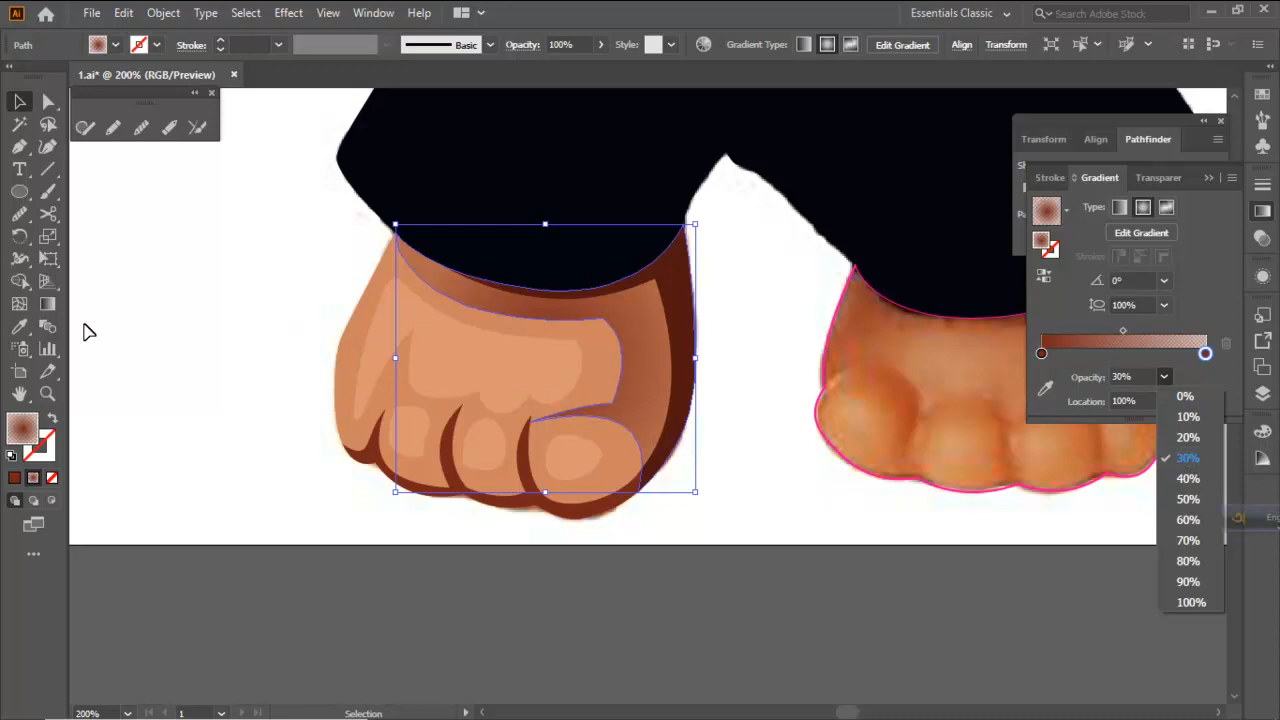 Ai File Edit Object Type Select Effect View Window Help Essentials Classic Search Adobe Stock
Path Stroke: Basic Opacity: 100% Style: Gradient Type: Edit Gradient Align Transform
1.ai* @ 200% (RGB/Preview)
Transform Align Pathfinder
Stroke Gradient Transparer
Type:
Edit Gradient
Stroke:
0°
100%
Opacity: 30%
Location: 100%
0%
10%
20%
30%
40%
50%
60%
70%
80%
90%
100%
200% 1 Selection